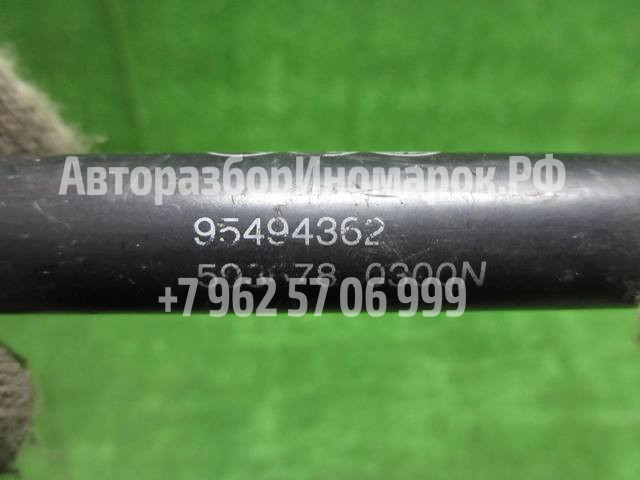 АвторазборИномарок.РФ
95494362
0300N
+7 962 57 06 999